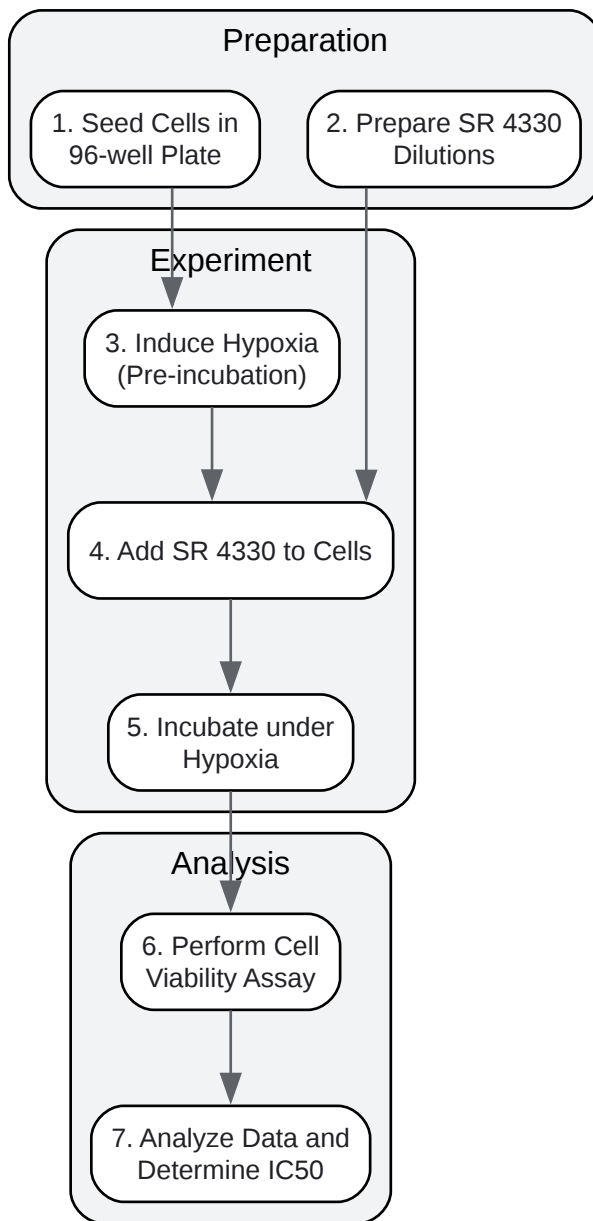 Preparation
1. Seed Cells in
96-well Plate
2. Prepare SR 4330
Dilutions
Experiment
3. Induce Hypoxia
(Pre-incubation)
4. Add SR 4330 to Cells
5. Incubate under
Hypoxia
Analysis
6. Perform Cell
Viability Assay
7. Analyze Data and
Determine IC50